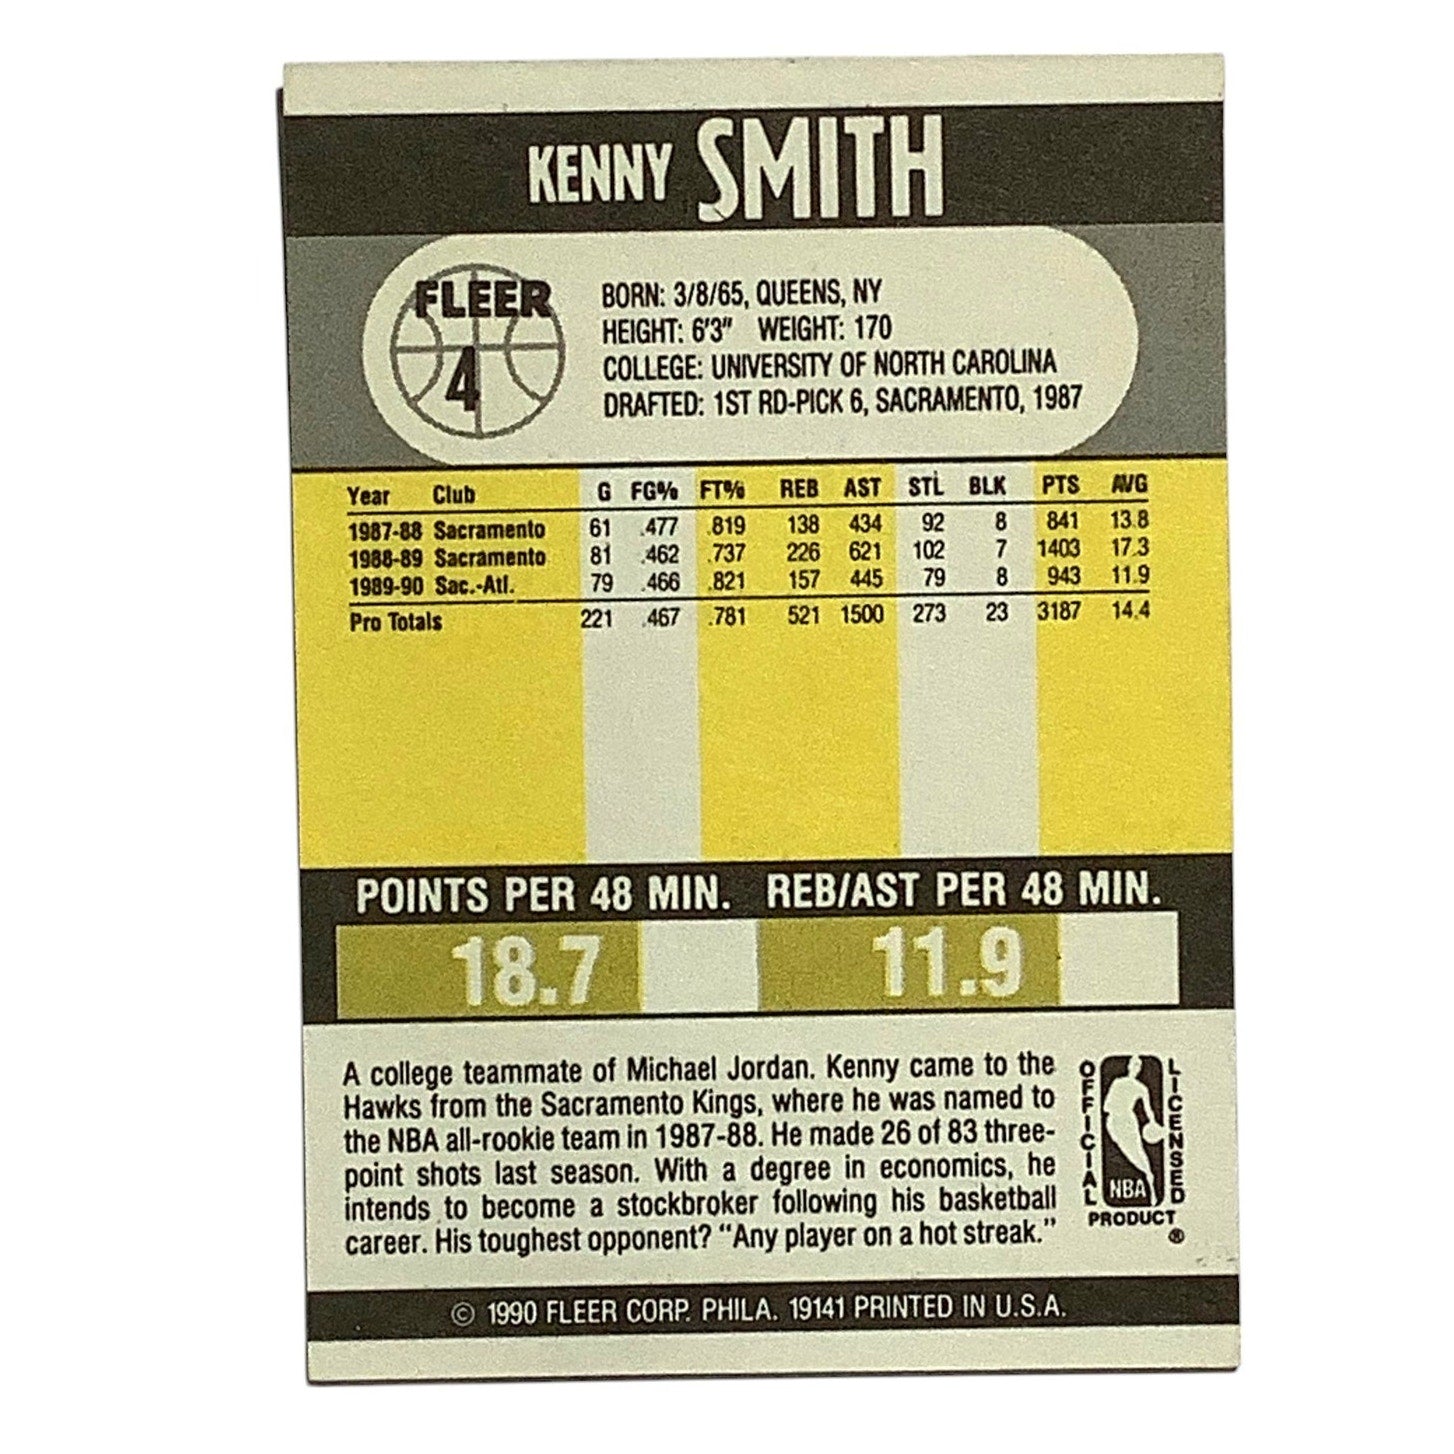 KENNY SMITH
FLEER
4
BORN: 3/8/65, QUEENS, NY
HEIGHT: 6'3" WEIGHT: 170
COLLEGE: UNIVERSITY OF NORTH CAROLINA
DRAFTED: 1ST RD-PICK 6, SACRAMENTO, 1987
Year Club G FG% FT% REB AST STL BLK PTS AVG
1987-88 Sacramento 61 .477 .819 138 434 92 8 841 13.8
1988-89 Sacramento 81 .462 .737 226 621 102 7 1403 17.3
1989-90 Sac.-Atl. 79 .466 .821 157 445 79 8 943 11.9
Pro Totals 221 .467 .781 521 1500 273 23 3187 14.4
POINTS PER 48 MIN. REB/AST PER 48 MIN.
18.7 11.9
A college teammate of Michael Jordan. Kenny came to the
Hawks from the Sacramento Kings, where he was named to
the NBA all-rookie team in 1987-88. He made 26 of 83 three-
point shots last season. With a degree in economics, he
intends to become a stockbroker following his basketball
career. His toughest opponent? "Any player on a hot streak."
OFFICIAL
NBA
LICENSED
PRODUCT
®
© 1990 FLEER CORP. PHILA. 19141 PRINTED IN U.S.A.